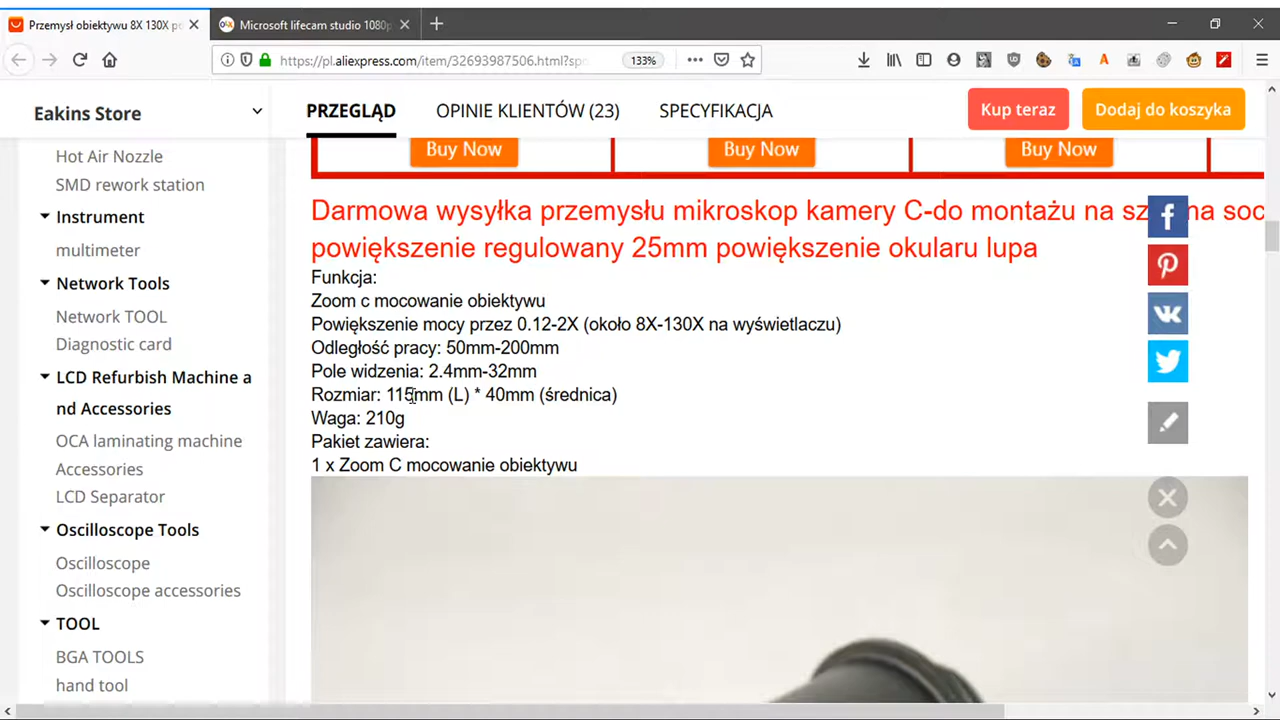 Przemysł obiektywu 8X 130X po
Microsoft lifecam studio 1080p
https://pl.aliexpress.com/item/32693987506.html?spm
133%
Eakins Store
PRZEGLĄD
OPINIE KLIENTÓW (23)
SPECYFIKACJA
Kup teraz
Dodaj do koszyka
Hot Air Nozzle
SMD rework station
Instrument
multimeter
Network Tools
Network TOOL
Diagnostic card
LCD Refurbish Machine a
nd Accessories
OCA laminating machine
Accessories
LCD Separator
Oscilloscope Tools
Oscilloscope
Oscilloscope accessories
TOOL
BGA TOOLS
hand tool
Buy Now
Buy Now
Buy Now
Darmowa wysyłka przemysłu mikroskop kamery C-do montażu na na soc
powiększenie regulowany 25mm powiększenie okularu lupa
Funkcja:
Zoom c mocowanie obiektywu
Powiększenie mocy przez 0.12-2X (około 8X-130X na wyświetlaczu)
Odległość pracy: 50mm-200mm
Pole widzenia: 2.4mm-32mm
Rozmiar: 115mm (L) * 40mm (średnica)
Waga: 210g
Pakiet zawiera:
1 x Zoom C mocowanie obiektywu